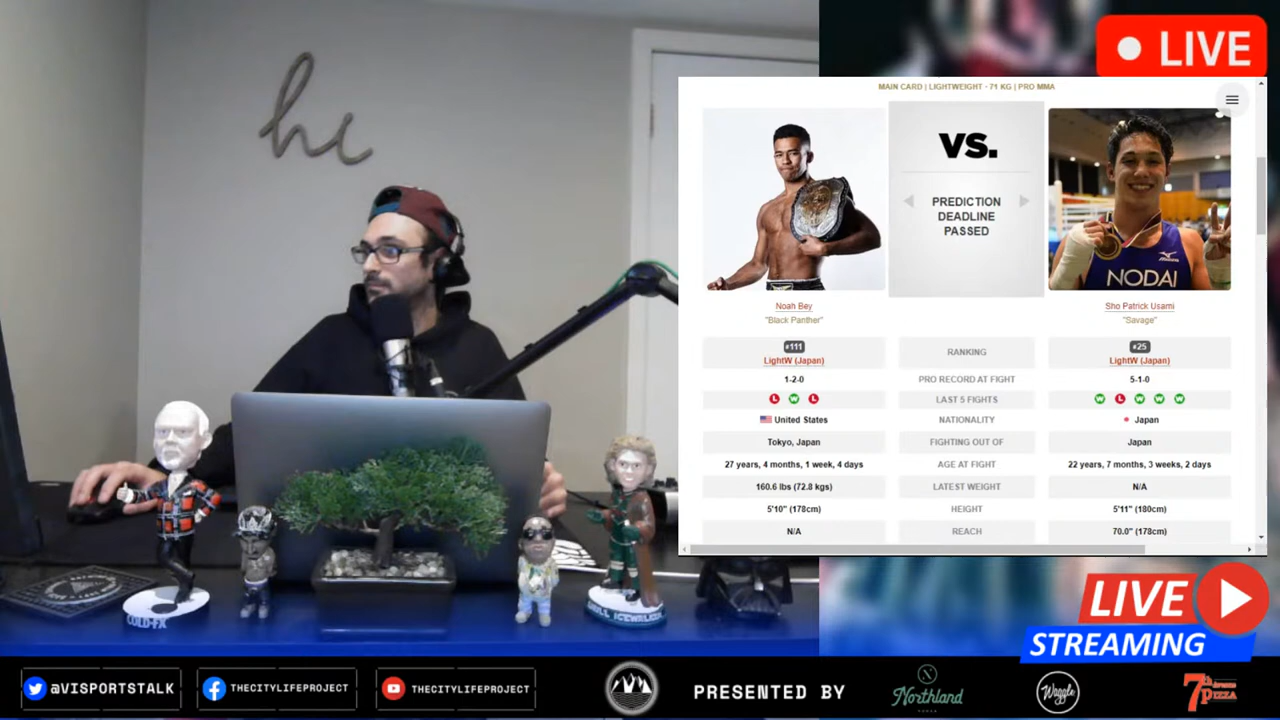 hi
LIVE
MAIN CARD | LIGHTWEIGHT - 71 KG | PRO MMA
VS.
PREDICTION
DEADLINE
PASSED
NODAI
Noah Bey
Sho Patrick Usami
"Black Panther"
"Savage"
#111
RANKING
#25
LightW (Japan)
LightW (Japan)
1-2-0
PRO RECORD AT FIGHT
5-1-0
L W L
LAST 5 FIGHTS
W L W W W
United States
NATIONALITY
Japan
Tokyo, Japan
FIGHTING OUT OF
Japan
27 years, 4 months, 1 week, 4 days
AGE AT FIGHT
22 years, 7 months, 3 weeks, 2 days
160.6 lbs (72.8 kgs)
LATEST WEIGHT
N/A
5'10" (178cm)
HEIGHT
5'11" (180cm)
N/A
REACH
70.0" (178cm)
COLD-FX
LIVE
STREAMING
@VISPORTSTALK
THECITYLIFEPROJECT
THECITYLIFEPROJECT
PRESENTED BY
Northland
Waggle
7th
PIZZA